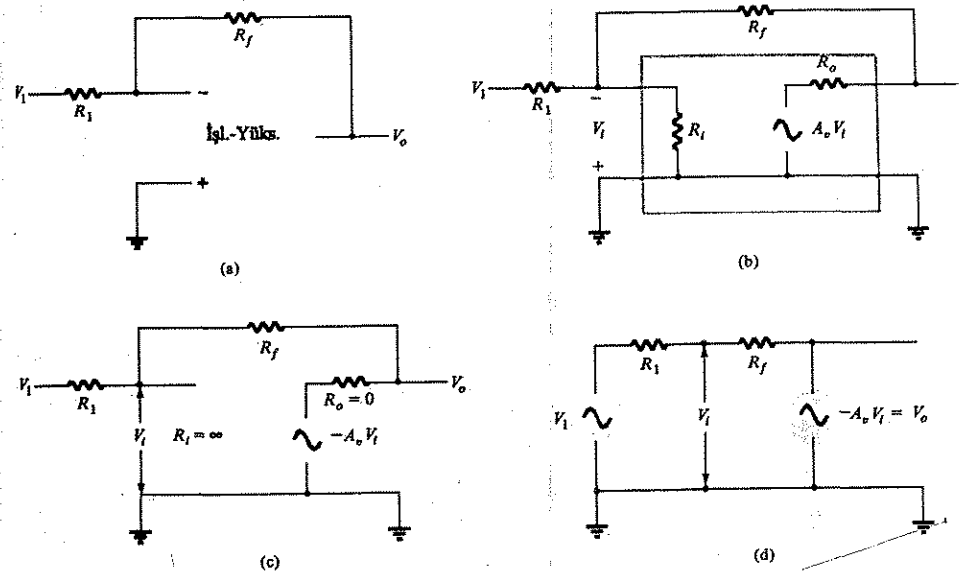 R_f
V_1
R_1
−
İşl.-Yüks.
V_o
+
(a)
R_f
R_o
V_1
R_1
−
V_i
R_i
A_v V_i
+
(b)
R_f
V_1
R_1
R_o = 0
V_o
V_i
R_i = ∞
−A_v V_i
(c)
R_1
R_f
V_1
V_i
−A_v V_i = V_o
(d)